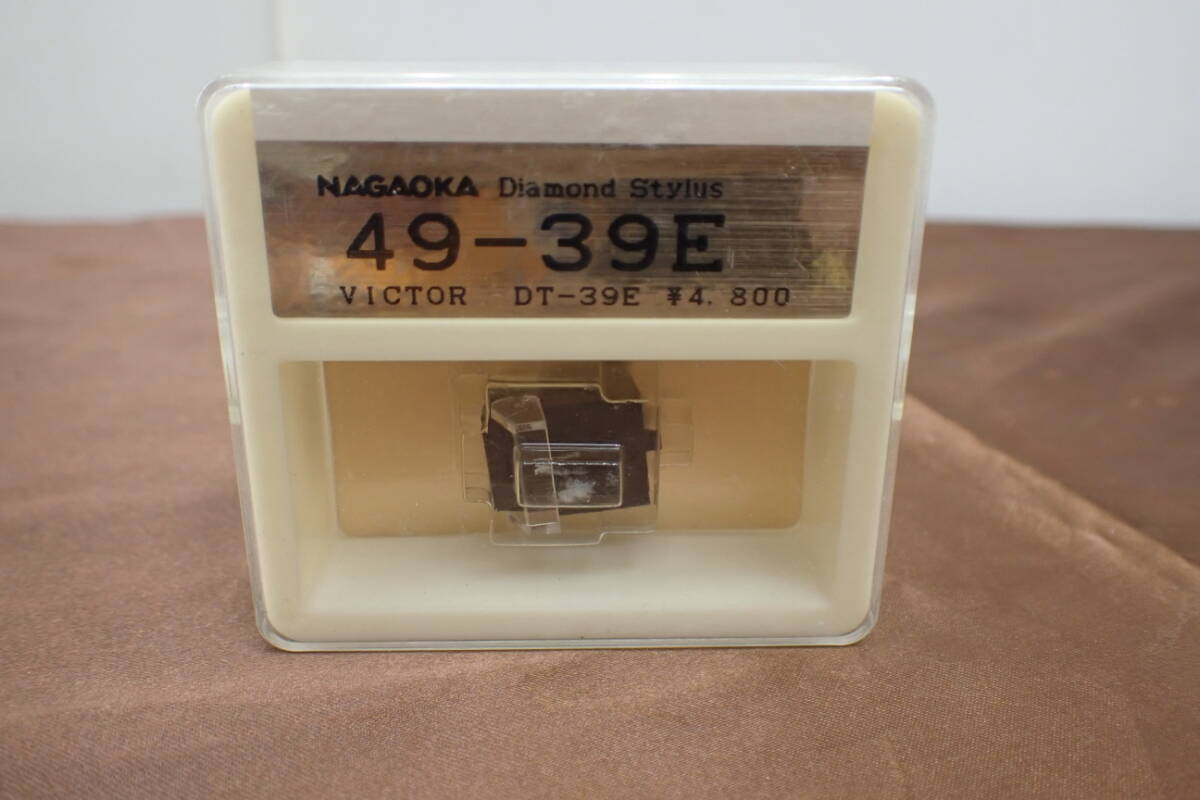 NAGAOKA Diamond Stylus
49-39E
VICTOR DT-39E ¥4.800